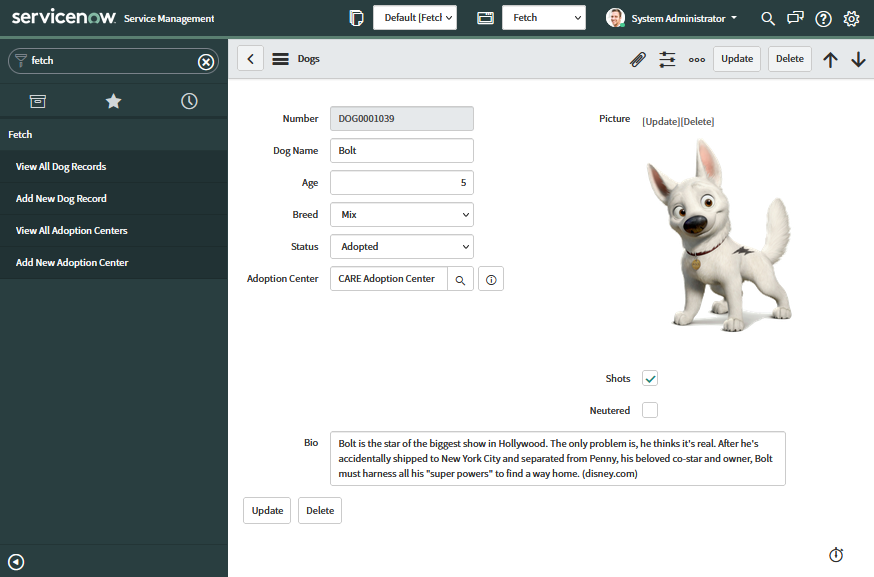 servicenow. Service Management
Default [Fetcl
Fetch
System Administrator
fetch
Dogs
Update
Delete
Fetch
View All Dog Records
Add New Dog Record
View All Adoption Centers
Add New Adoption Center
Number
DOG0001039
Picture
[Update][Delete]
Dog Name
Bolt
Age
5
Breed
Mix
Status
Adopted
Adoption Center
CARE Adoption Center
Shots
Neutered
Bio
Bolt is the star of the biggest show in Hollywood. The only problem is, he thinks it's real. After he's
accidentally shipped to New York City and separated from Penny, his beloved co-star and owner, Bolt
must harness all his "super powers" to find a way home. (disney.com)
Update
Delete